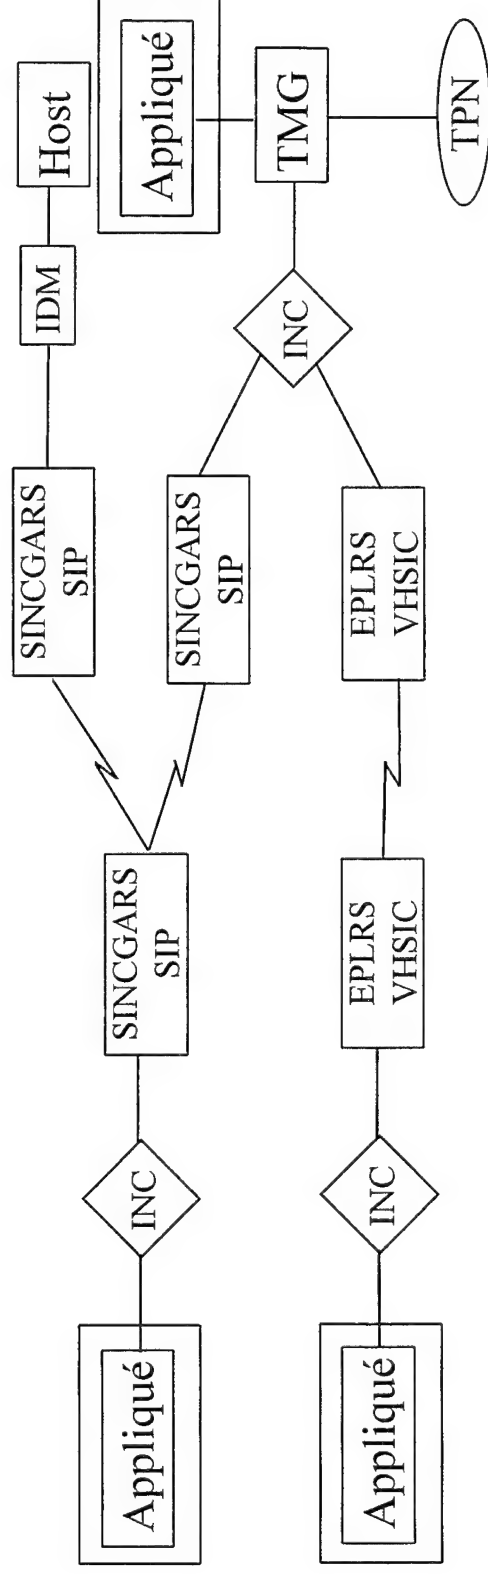 Appliqué
INC
SINCGARS
SIP
SINCGARS
SIP
IDM
Host
SINCGARS
SIP
INC
TMG
Appliqué
TPN
Appliqué
INC
EPLRS
VHSIC
EPLRS
VHSIC